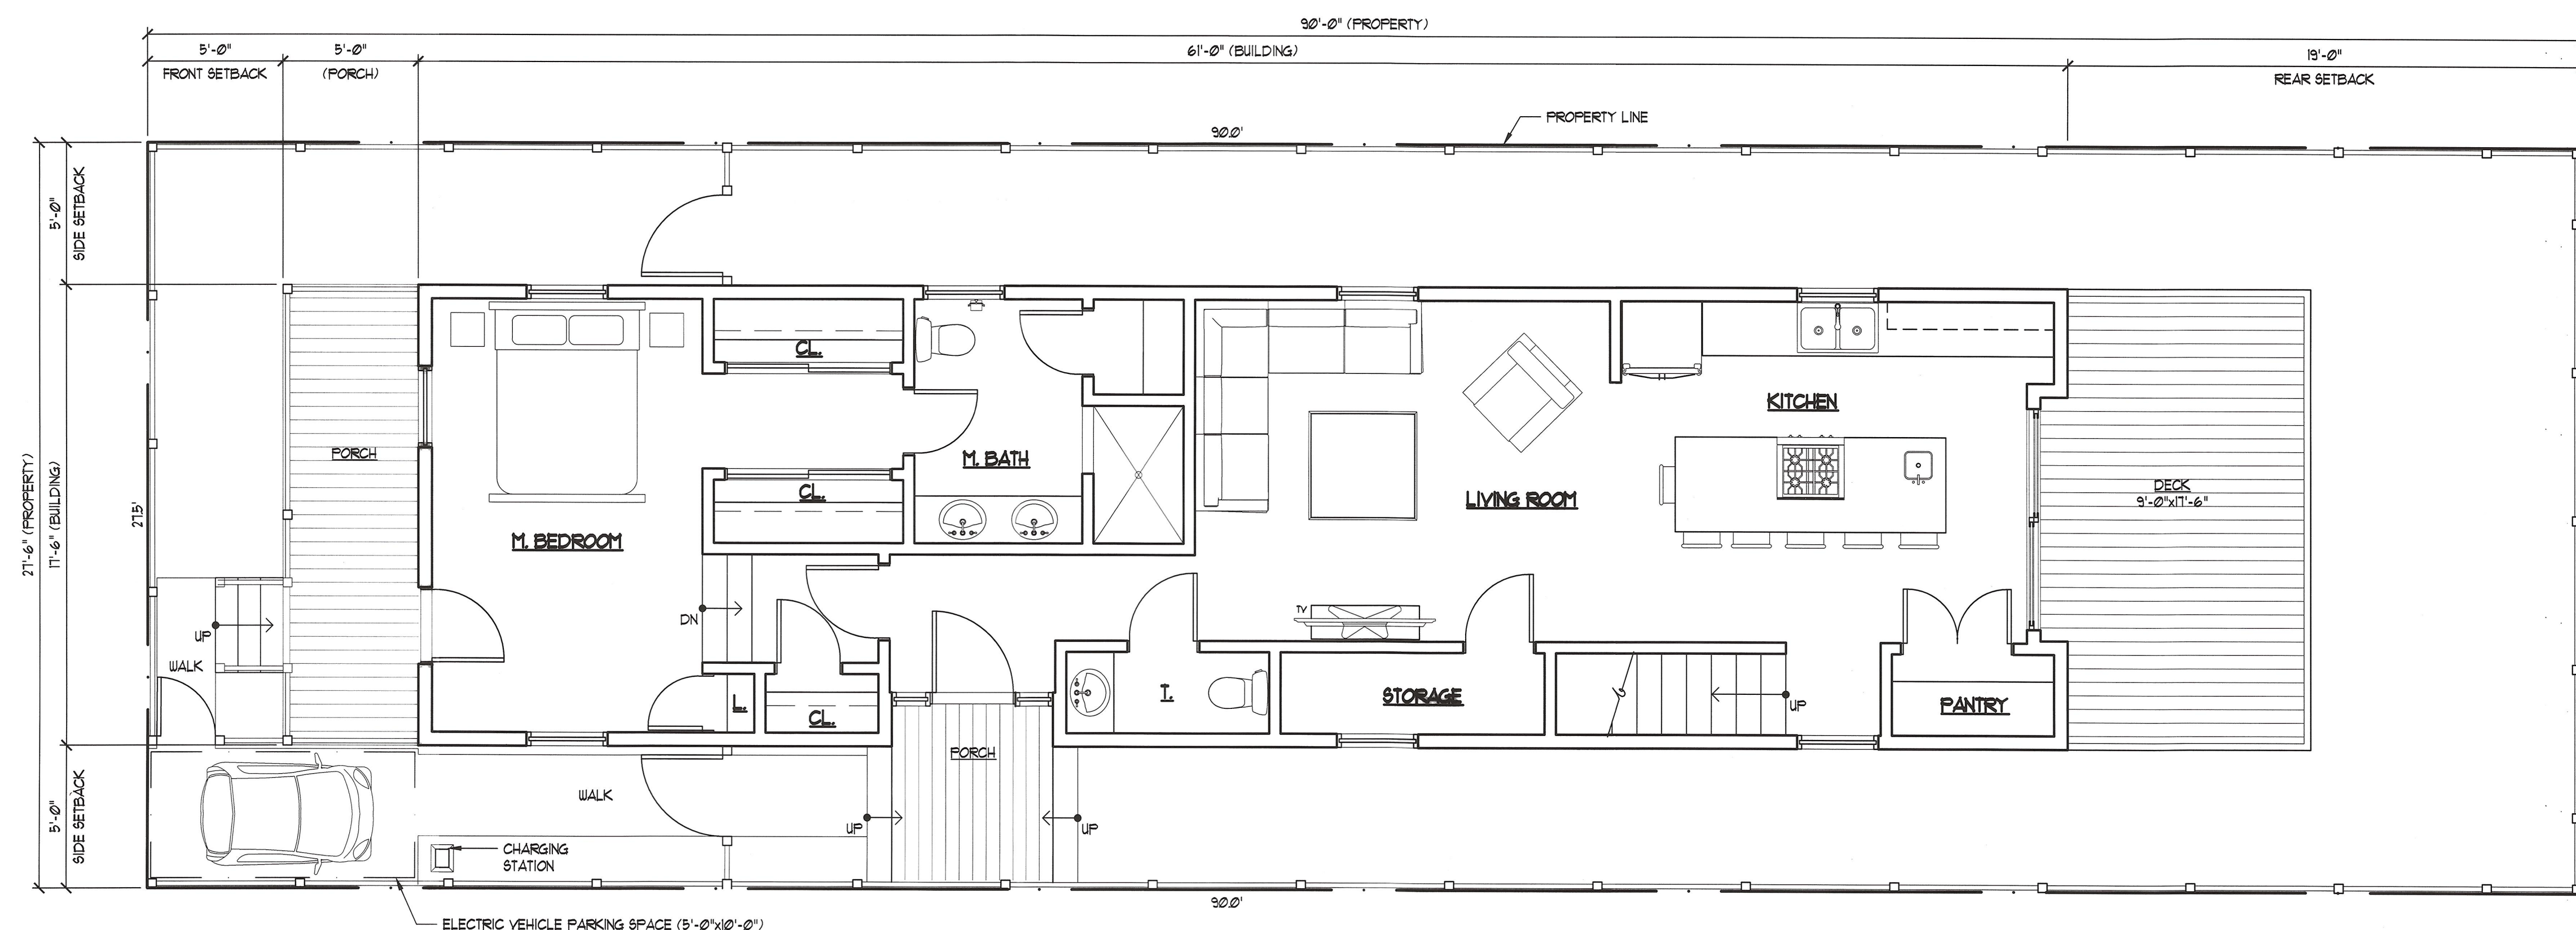 90'-0" (PROPERTY)
5'-0"
5'-0"
61'-0" (BUILDING)
19'-0"
FRONT SETBACK
(PORCH)
REAR SETBACK
PROPERTY LINE
90.0'
5'-0"
SIDE SETBACK
27'-6" (PROPERTY)
17'-6" (BUILDING)
27.5'
5'-0"
SIDE SETBACK
PORCH
UP
WALK
M. BEDROOM
CL.
CL.
M. BATH
DN
L.
CL.
LIVING ROOM
TV
KITCHEN
DECK
9'-0"x17'-6"
T.
STORAGE
UP
PANTRY
PORCH
UP
UP
WALK
CHARGING
STATION
90.0'
ELECTRIC VEHICLE PARKING SPACE (5'-0"x10'-0")